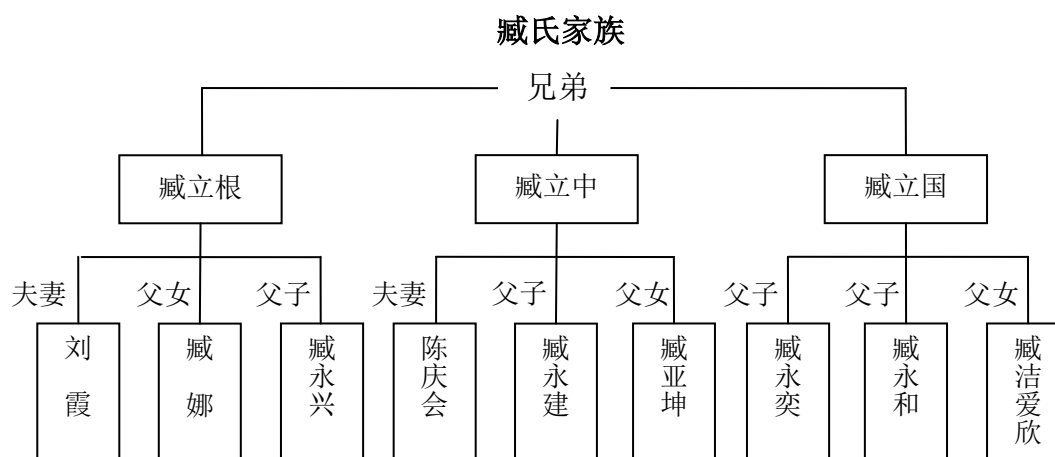 臧氏家族
兄弟
臧立根
臧立中
臧立国
夫妻
父女
父子
夫妻
父子
父女
父子
父子
父女
刘霞
臧娜
臧永兴
陈庆会
臧永建
臧亚坤
臧永奕
臧永和
臧洁爱欣